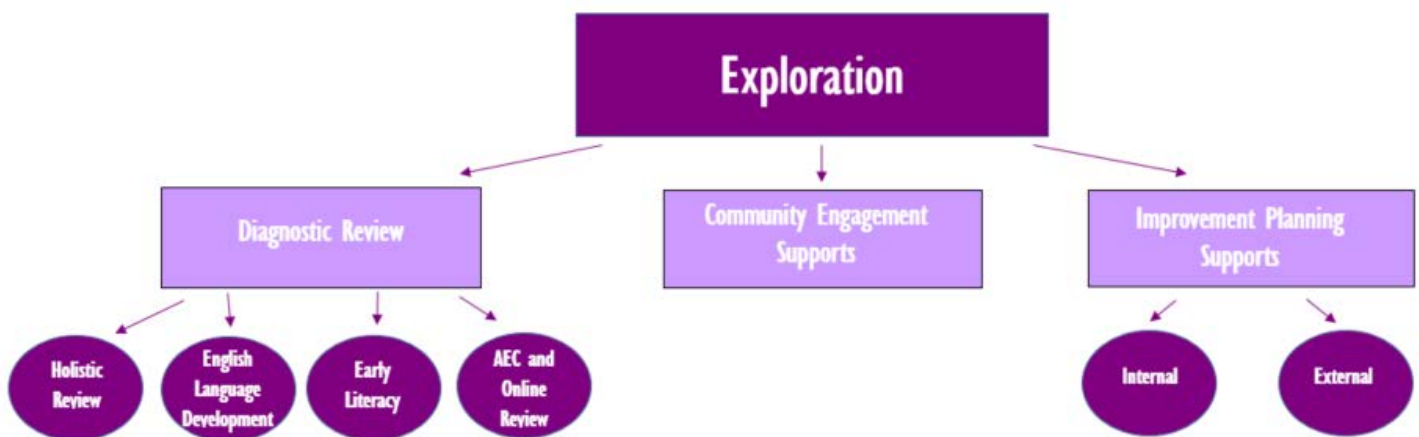 Exploration
Diagnostic Review
Community Engagement
Supports
Improvement Planning
Supports
Holistic
Review
English
Language
Development
Early
Literacy
AEC and
Online
Review
Internal
External